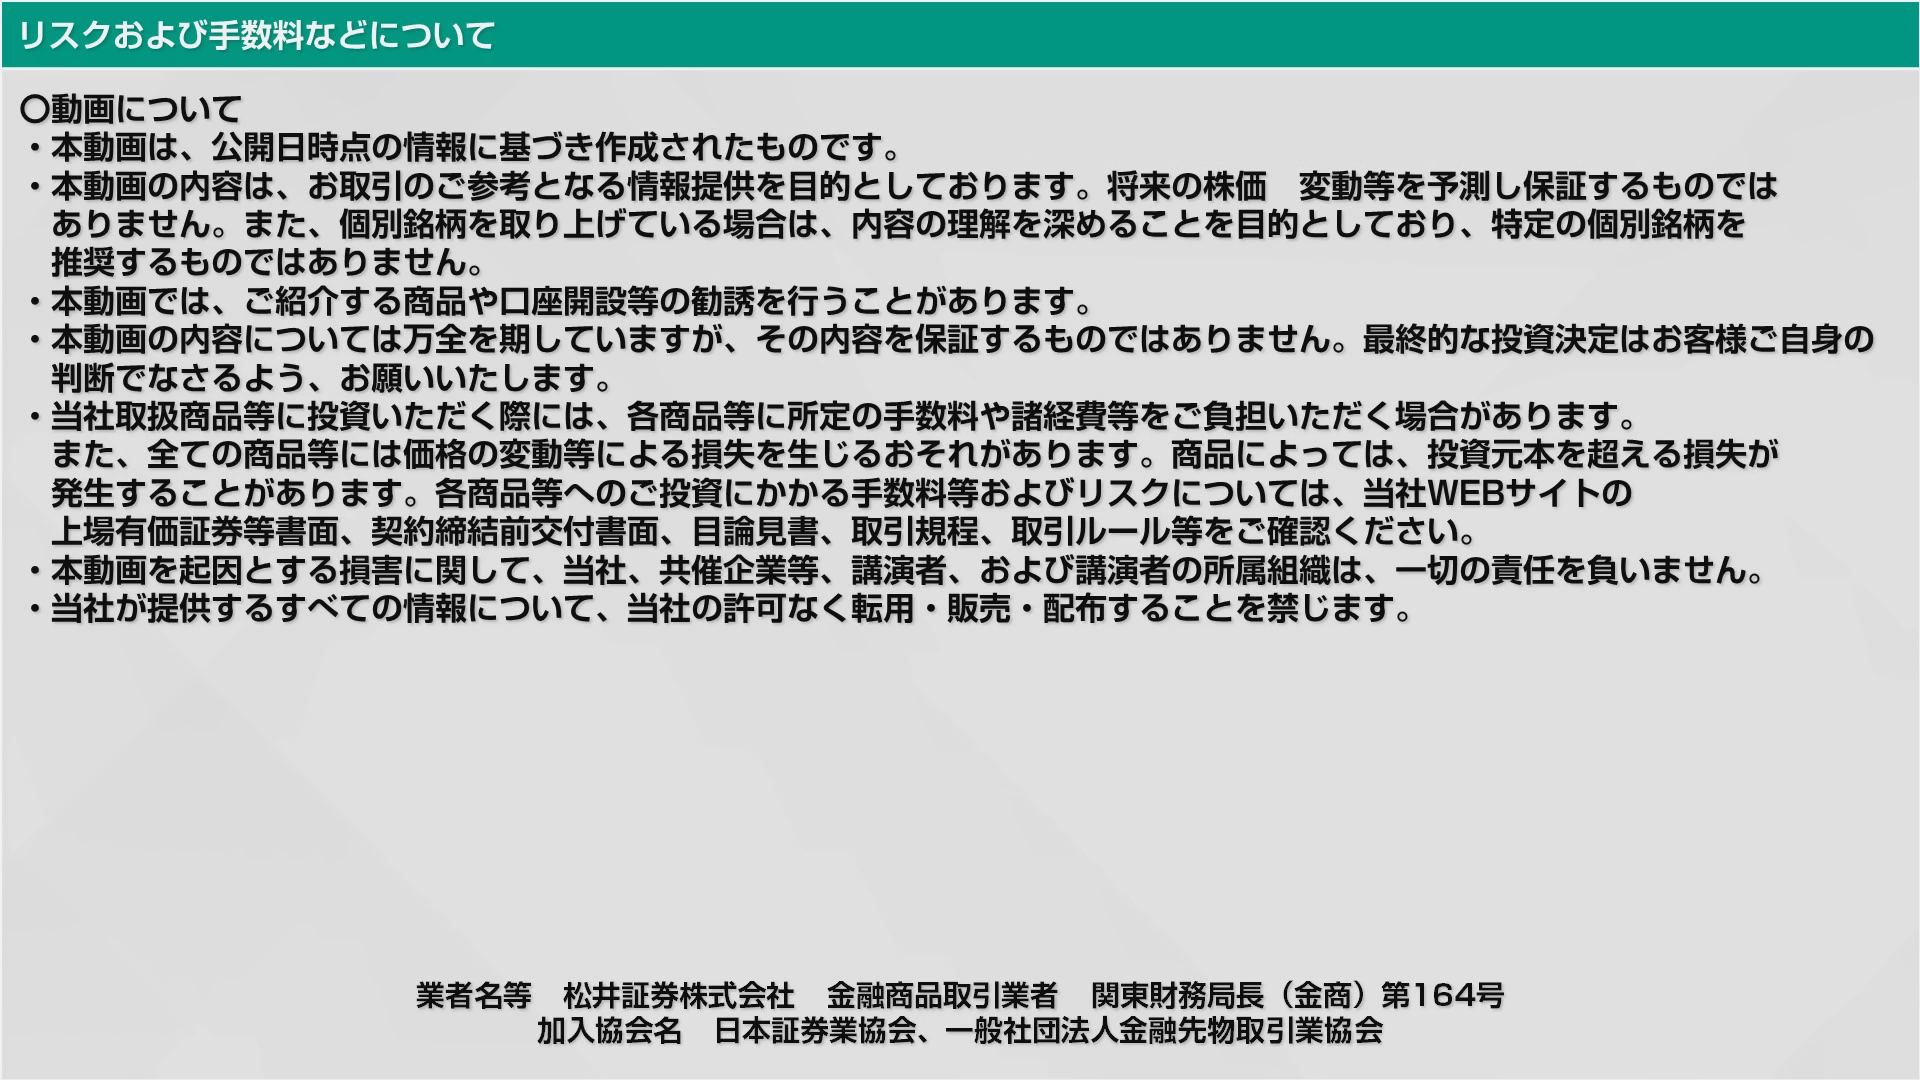 リスクおよび手数料などについて
〇動画について
・本動画は、公開日時点の情報に基づき作成されたものです。
・本動画の内容は、お取引のご参考となる情報提供を目的としております。将来の株価　変動等を予測し保証するものでは
ありません。また、個別銘柄を取り上げている場合は、内容の理解を深めることを目的としており、特定の個別銘柄を
推奨するものではありません。
・本動画では、ご紹介する商品や口座開設等の勧誘を行うことがあります。
・本動画の内容については万全を期していますが、その内容を保証するものではありません。最終的な投資決定はお客様ご自身の
判断でなさるよう、お願いいたします。
・当社取扱商品等に投資いただく際には、各商品等に所定の手数料や諸経費等をご負担いただく場合があります。
また、全ての商品等には価格の変動等による損失を生じるおそれがあります。商品によっては、投資元本を超える損失が
発生することがあります。各商品等へのご投資にかかる手数料等およびリスクについては、当社WEBサイトの
上場有価証券等書面、契約締結前交付書面、目論見書、取引規程、取引ルール等をご確認ください。
・本動画を起因とする損害に関して、当社、共催企業等、講演者、および講演者の所属組織は、一切の責任を負いません。
・当社が提供するすべての情報について、当社の許可なく転用・販売・配布することを禁じます。
業者名等　松井証券株式会社　金融商品取引業者　関東財務局長（金商）第164号
加入協会名　日本証券業協会、一般社団法人金融先物取引業協会